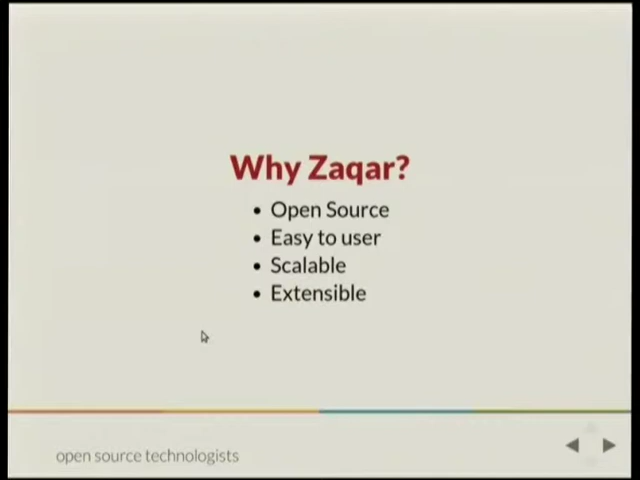 Why Zaqar?
• Open Source
• Easy to user
• Scalable
• Extensible
open source technologists